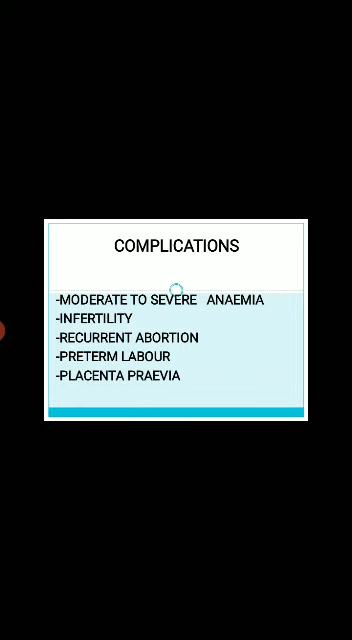 COMPLICATIONS
-MODERATE TO SEVERE ANAEMIA
-INFERTILITY
-RECURRENT ABORTION
-PRETERM LABOUR
-PLACENTA PRAEVIA